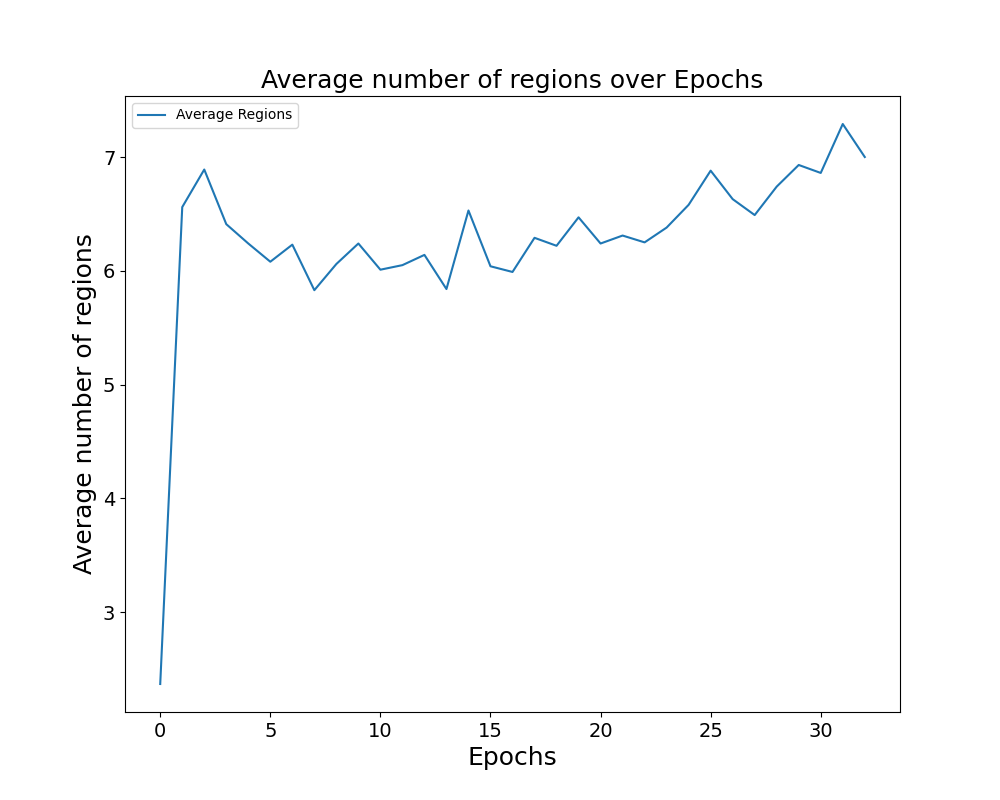 Average number of regions over Epochs
Average Regions
Average number of regions
7
6
5
4
3
0 5 10 15 20 25 30
Epochs